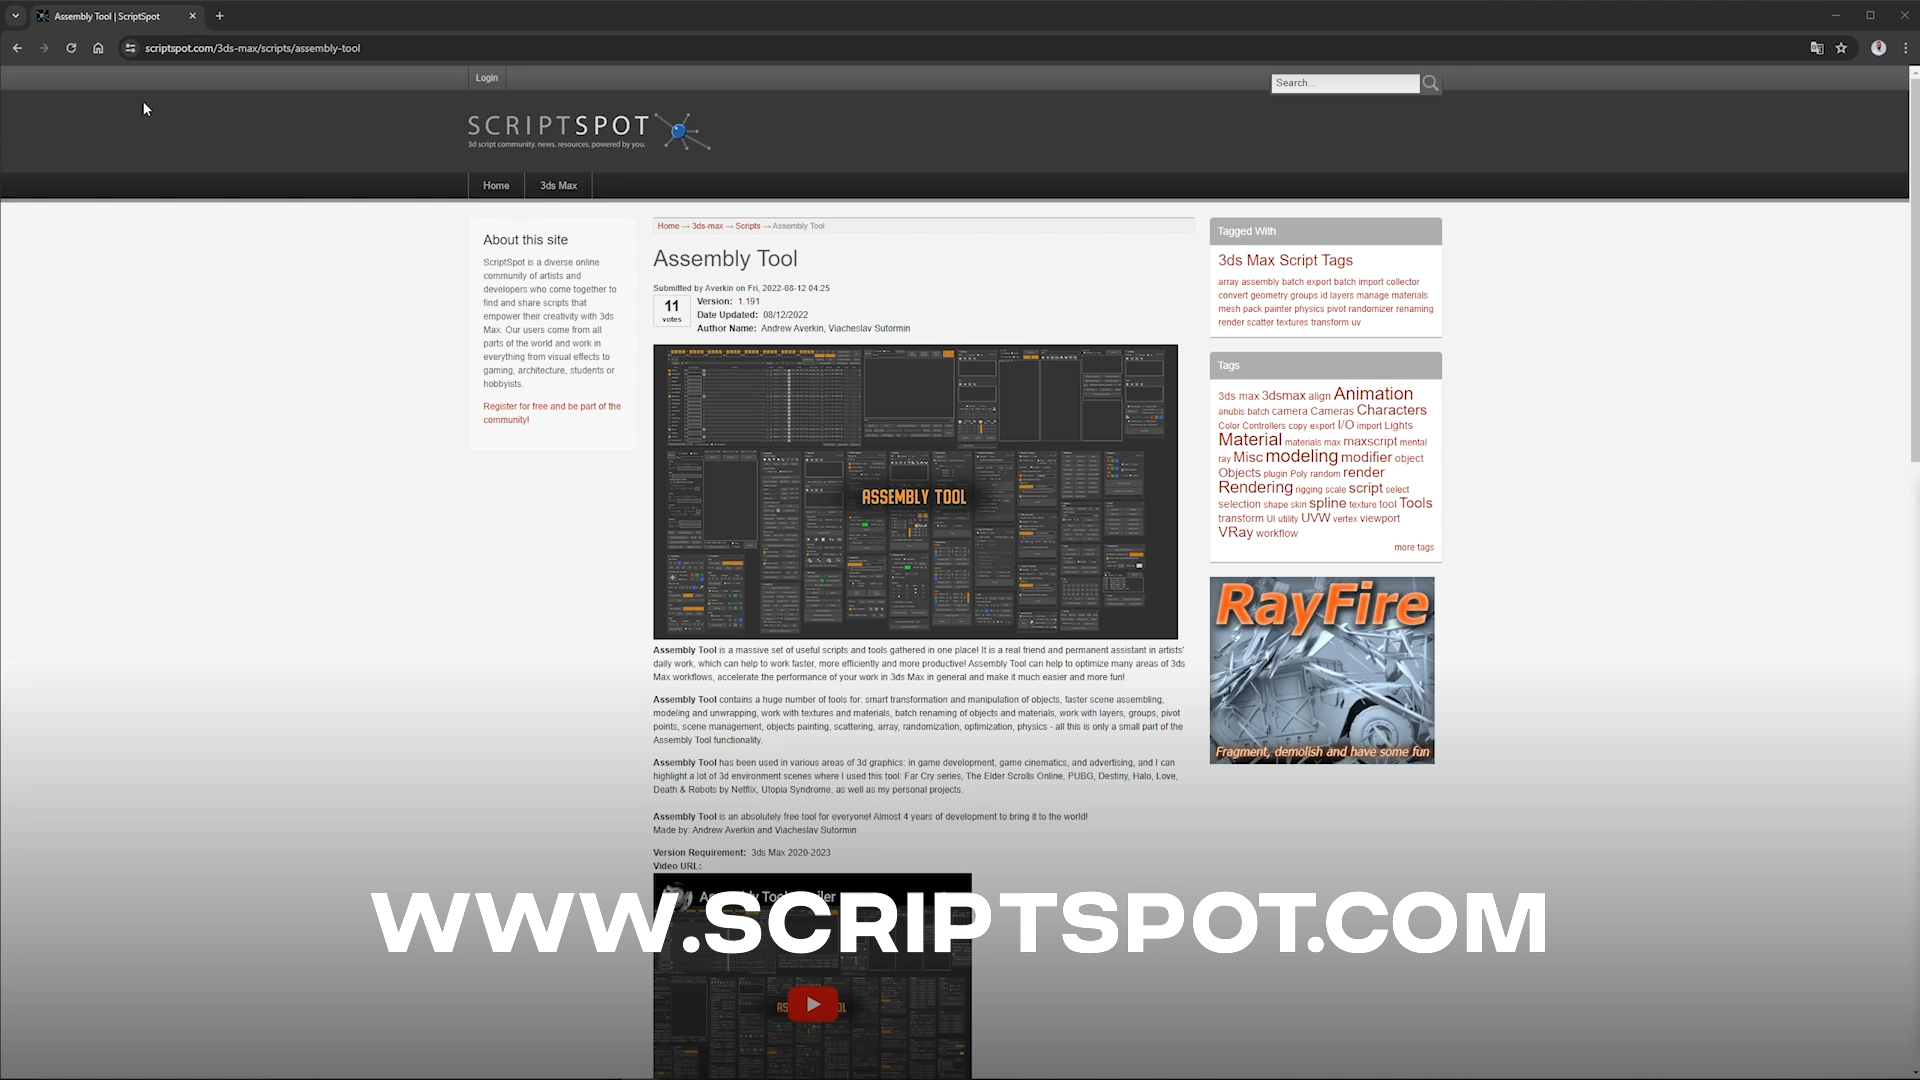 Assembly Tool | ScriptSpot
scriptspot.com/3ds-max/scripts/assembly-tool
Login
Search...
SCRIPTSPOT
3d script community. news. resources. powered by you.
Home
3ds Max
About this site
ScriptSpot is a diverse online
community of artists and
developers who come together to
find and share scripts that
empower their creativity with 3ds
Max. Our users come from all
parts of the world and work in
everything from visual effects to
gaming, architecture, students or
hobbyists.
Register for free and be part of the
community!
Home → 3ds-max → Scripts → Assembly Tool
Assembly Tool
Submitted by Averkin on Fri, 2022-08-12 04:25
11
votes
Version: 1.191
Date Updated: 08/12/2022
Author Name: Andrew Averkin, Viacheslav Sutormin
ASSEMBLY TOOL
Assembly Tool is a massive set of useful scripts and tools gathered in one place! It is a real friend and permanent assistant in artists'
daily work, which can help to work faster, more efficiently and more productive! Assembly Tool can help to optimize many areas of 3ds
Max workflows, accelerate the performance of your work in 3ds Max in general and make it much easier and more fun!
Assembly Tool contains a huge number of tools for: smart transformation and manipulation of objects, faster scene assembling,
modeling and unwrapping, work with textures and materials, batch renaming of objects and materials, work with layers, groups, pivot
points, scene management, objects painting, scattering, array, randomization, optimization, physics - all this is only a small part of the
Assembly Tool functionality.
Assembly Tool has been used in various areas of 3d graphics: in game development, game cinematics, and advertising, and I can
highlight a lot of 3d environment scenes where I used this tool: Far Cry series, The Elder Scrolls Online, PUBG, Destiny, Halo, Love,
Death & Robots by Netflix, Utopia Syndrome, as well as my personal projects.
Assembly Tool is an absolutely free tool for everyone! Almost 4 years of development to bring it to the world!
Made by: Andrew Averkin and Viacheslav Sutormin
Version Requirement: 3ds Max 2020-2023
Video URL:
Tagged With
3ds Max Script Tags
array assembly batch export batch import collector
convert geometry groups id layers manage materials
mesh pack painter physics pivot randomizer renaming
render scatter textures transform uv
Tags
3ds max 3dsmax align Animation
anubis batch camera Cameras Characters
Color Controllers copy export I/O import Lights
Material materials max maxscript mental
ray Misc modeling modifier object
Objects plugin Poly random render
Rendering rigging scale script select
selection shape skin spline texture tool Tools
transform UI utility UVW vertex viewport
VRay workflow
more tags
RayFire
Fragment, demolish and have some fun
WWW.SCRIPTSPOT.COM